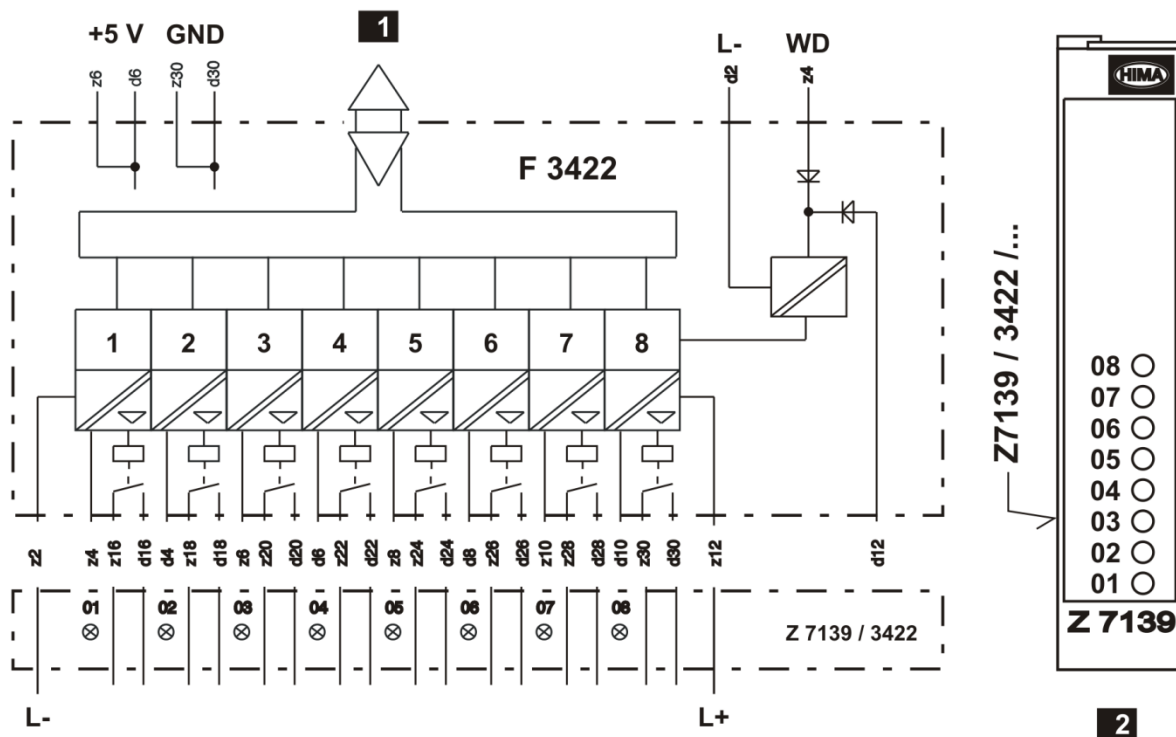 +5 V GND
1
L- WD
z6 d6 z30 d30
d2 z4
HIMA
F 3422
Z7139 / 3422 /...
1 2 3 4 5 6 7 8
08
07
06
05
04
03
02
01
z2 z4 z16 d16 d4 z18 d18 z6 z20 d20 d6 z22 d22 z8 z24 d24 d8 z26 d26 z10 z28 d28 d10 z30 d30 z12 d12
01 02 03 04 05 06 07 08
Z 7139 / 3422
Z 7139
L- L+
2